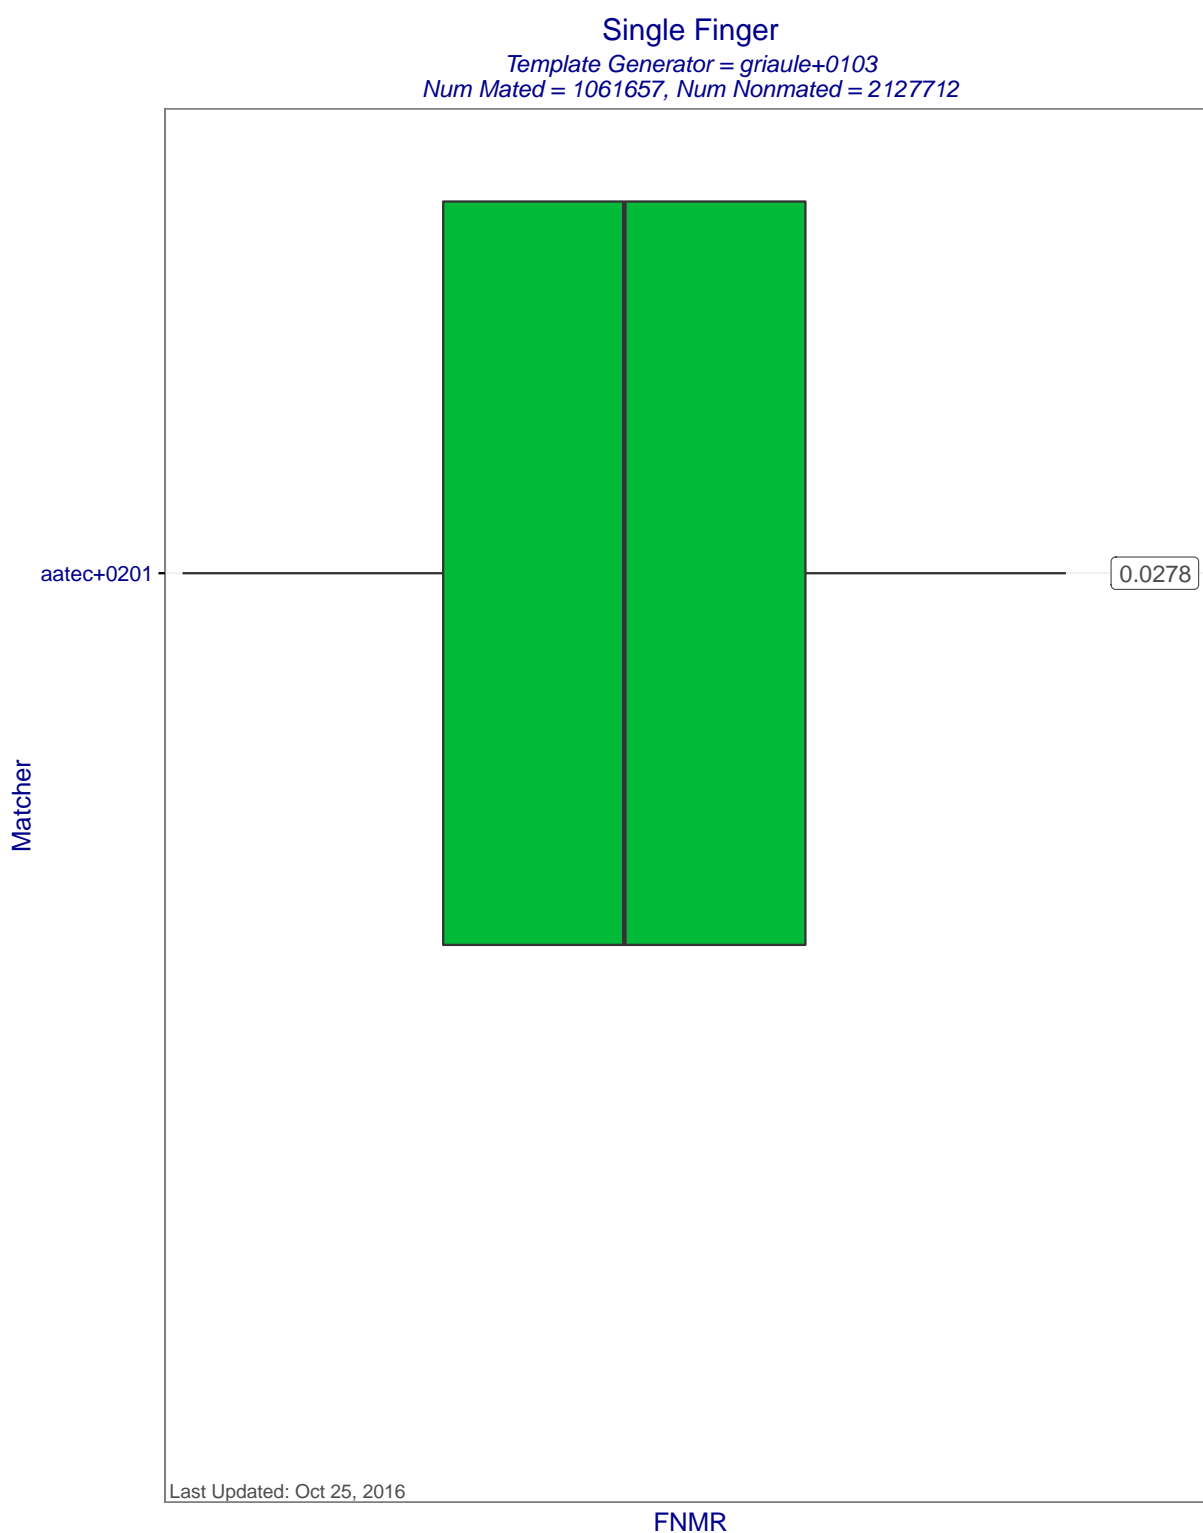 Single Finger
Template Generator = griaule+0103
Num Mated = 1061657, Num Nonmated = 2127712
aatec+0201
0.0278
Matcher
Last Updated: Oct 25, 2016
FNMR